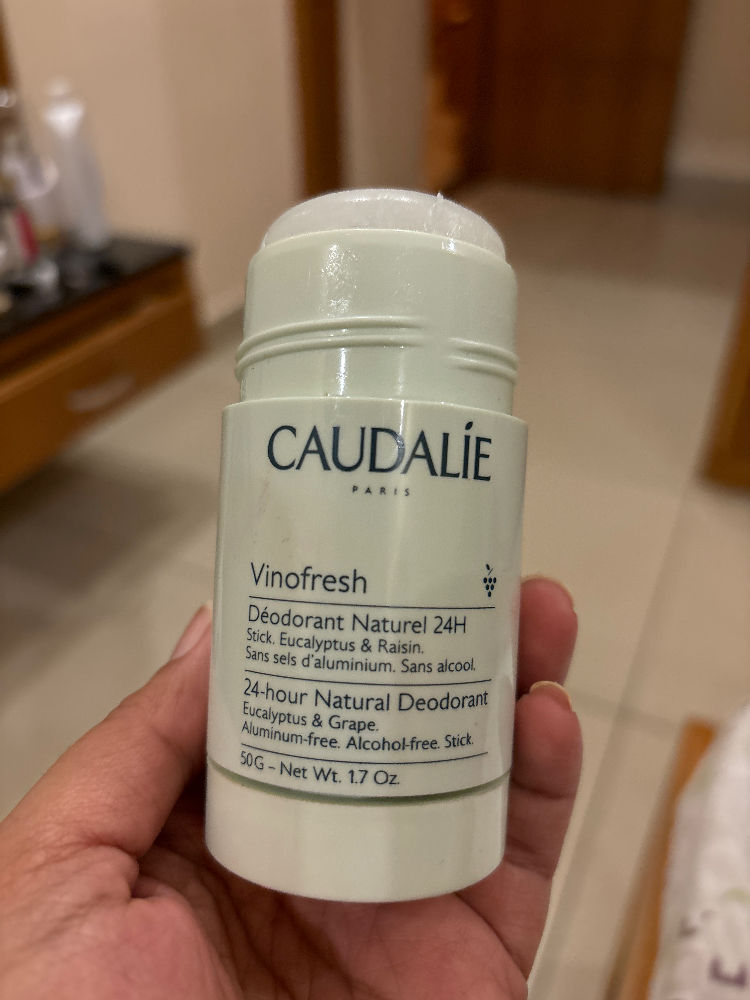 CAUDALÍE
PARIS
Vinofresh
Déodorant Naturel 24H
Stick. Eucalyptus & Raisin.
Sans sels d'aluminium. Sans alcool.
24-hour Natural Deodorant
Eucalyptus & Grape.
Aluminum-free. Alcohol-free. Stick.
50G – Net Wt. 1.7 Oz.